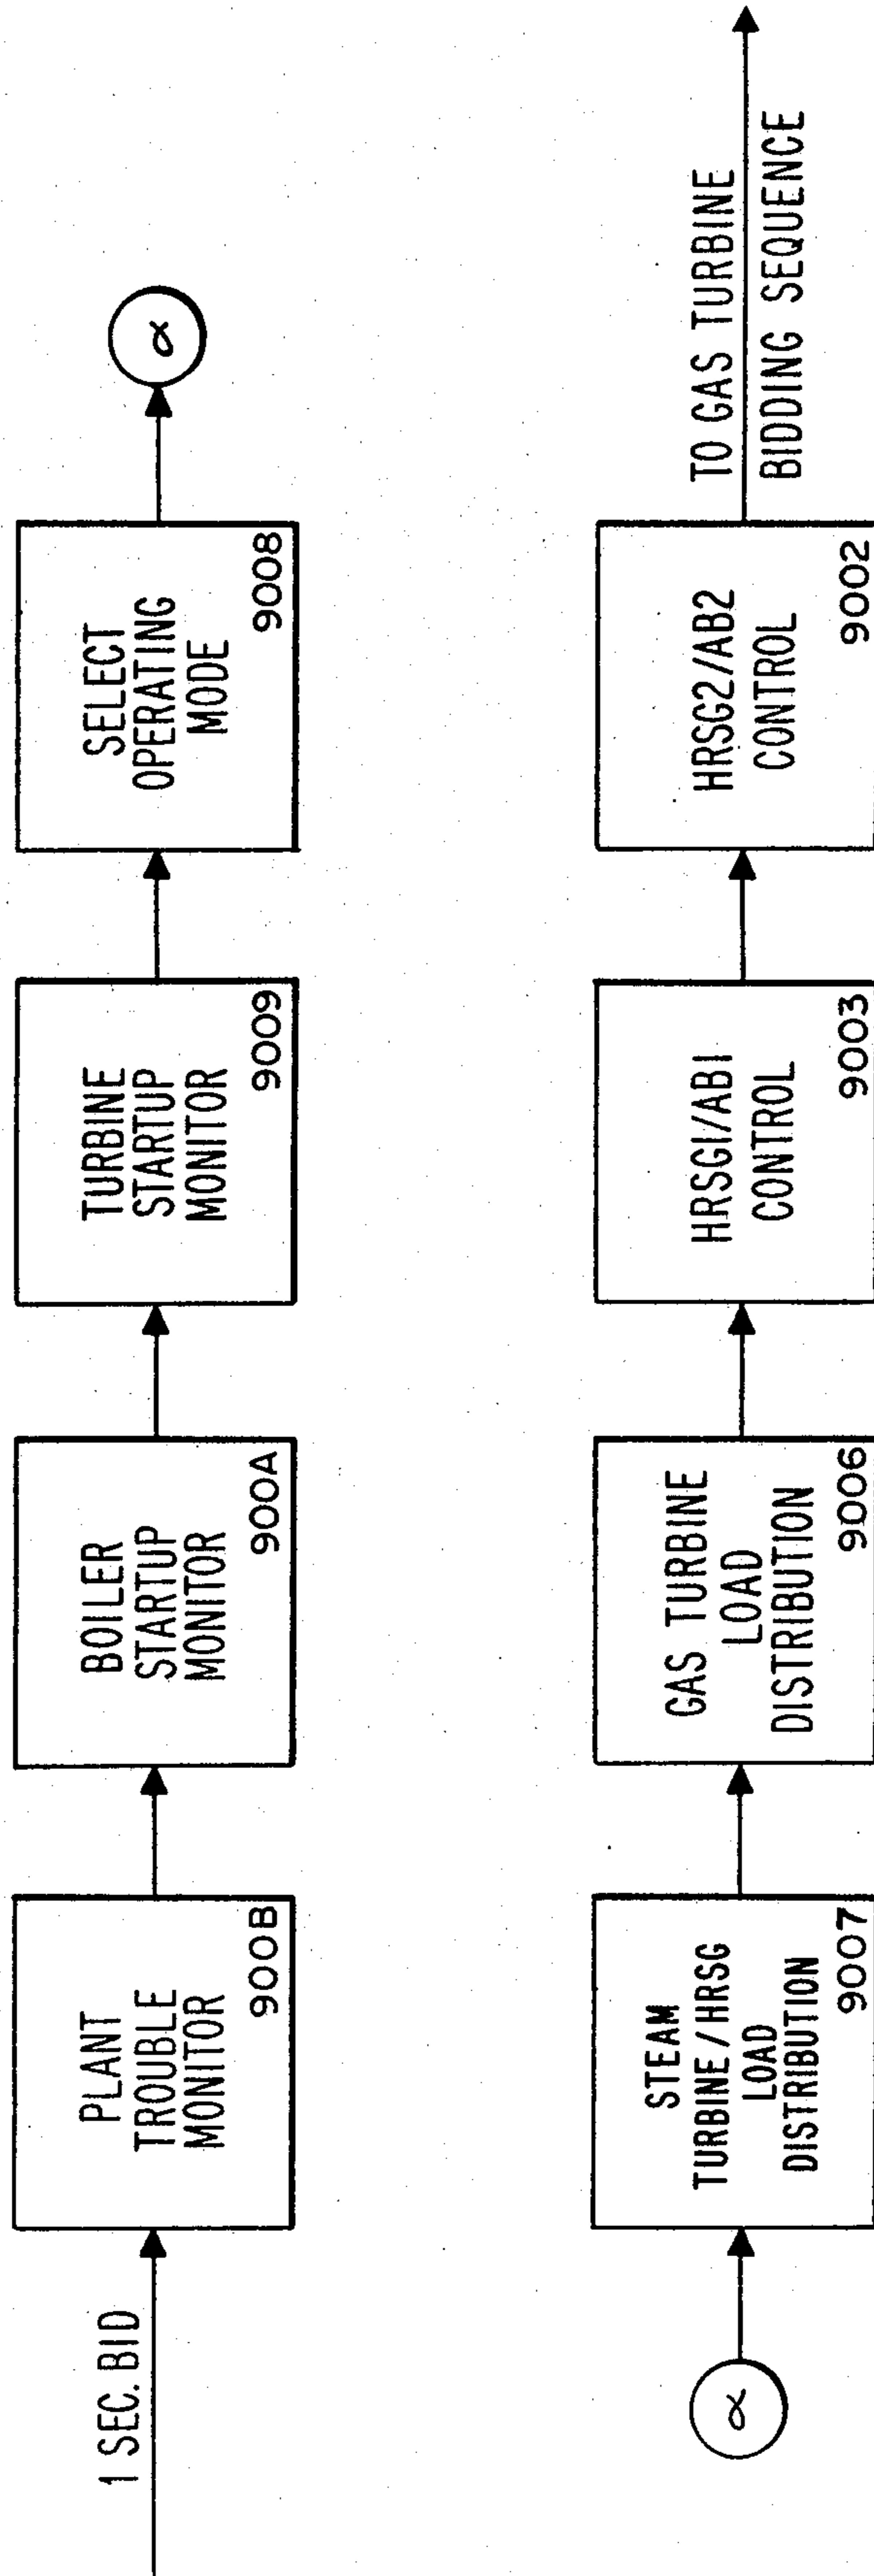 1 SEC. BID
PLANT
TROUBLE
MONITOR
900B
BOILER
STARTUP
MONITOR
900A
TURBINE
STARTUP
MONITOR
9009
SELECT
OPERATING
MODE
9008
α
α
STEAM
TURBINE/HRSG
LOAD
DISTRIBUTION
9007
GAS TURBINE
LOAD
DISTRIBUTION
9006
HRSG1/AB1
CONTROL
9003
HRSG2/AB2
CONTROL
9002
TO GAS TURBINE
BIDDING SEQUENCE